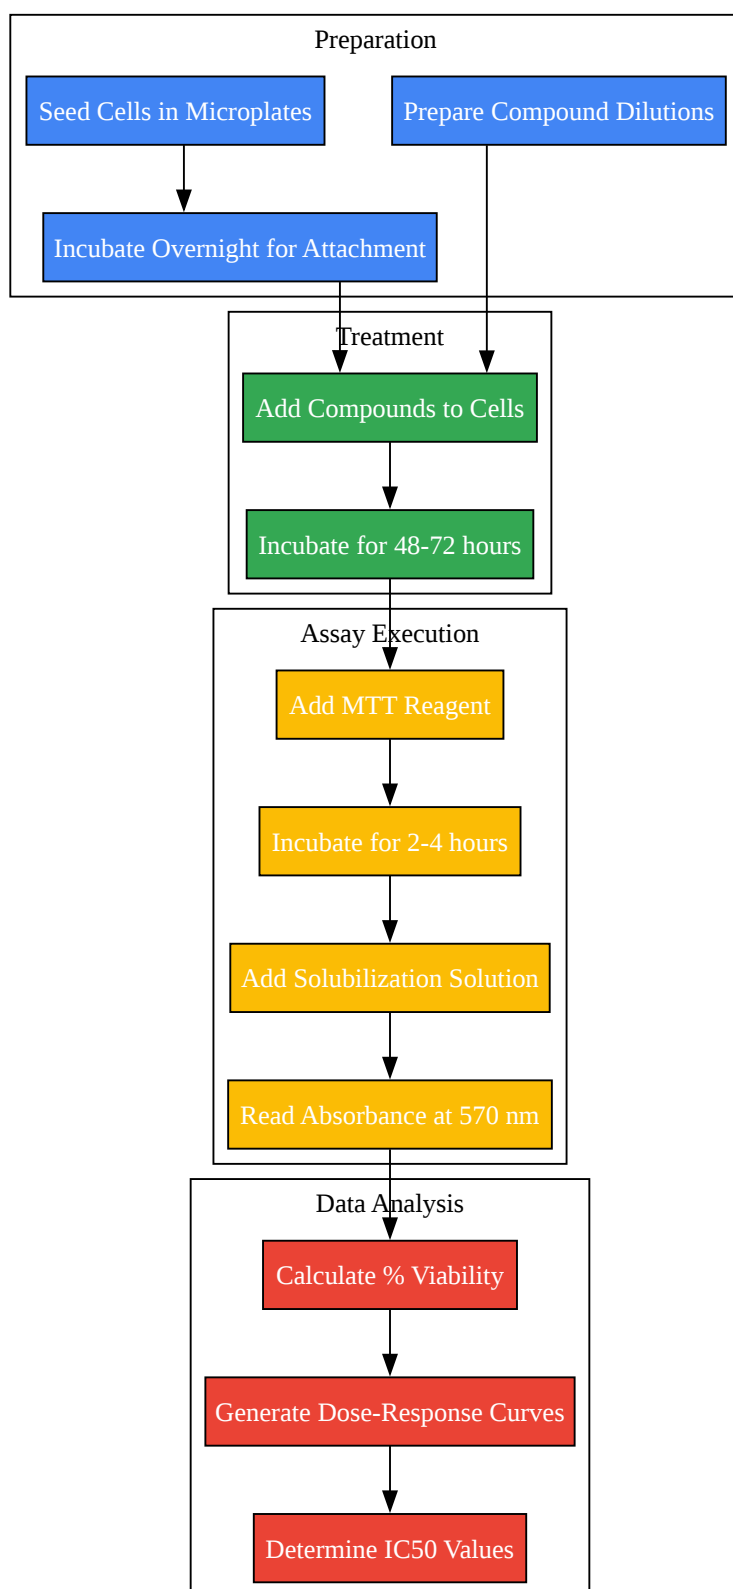 Preparation
Seed Cells in Microplates
Prepare Compound Dilutions
Incubate Overnight for Attachment
Treatment
Add Compounds to Cells
Incubate for 48-72 hours
Assay Execution
Add MTT Reagent
Incubate for 2-4 hours
Add Solubilization Solution
Read Absorbance at 570 nm
Data Analysis
Calculate % Viability
Generate Dose-Response Curves
Determine IC50 Values